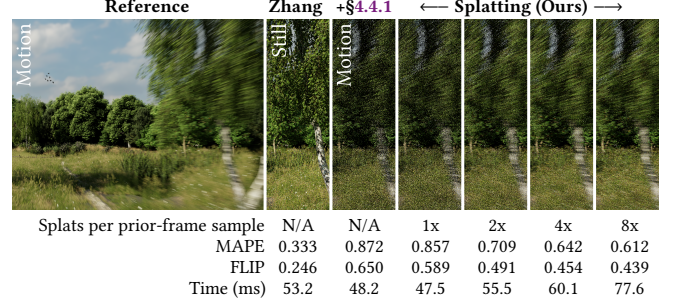 Reference Zhang +§4.4.1 ←— Splatting (Ours) —→
Motion Still Motion
Splats per prior-frame sample N/A N/A 1x 2x 4x 8x
MAPE 0.333 0.872 0.857 0.709 0.642 0.612
FLIP 0.246 0.650 0.589 0.491 0.454 0.439
Time (ms) 53.2 48.2 47.5 55.5 60.1 77.6